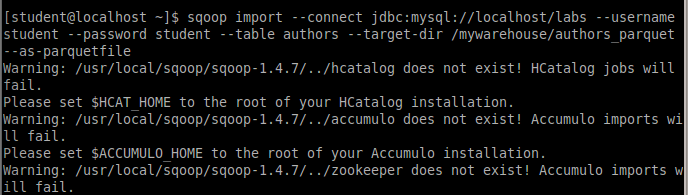 [student@localhost ~]$ sqoop import --connect jdbc:mysql://localhost/labs --username
student --password student --table authors --target-dir /mywarehouse/authors_parquet
--as-parquetfile
Warning: /usr/local/sqoop/sqoop-1.4.7/../hcatalog does not exist! HCatalog jobs will
fail.
Please set $HCAT_HOME to the root of your HCatalog installation.
Warning: /usr/local/sqoop/sqoop-1.4.7/../accumulo does not exist! Accumulo imports wi
ll fail.
Please set $ACCUMULO_HOME to the root of your Accumulo installation.
Warning: /usr/local/sqoop/sqoop-1.4.7/../zookeeper does not exist! Accumulo imports w
ill fail.